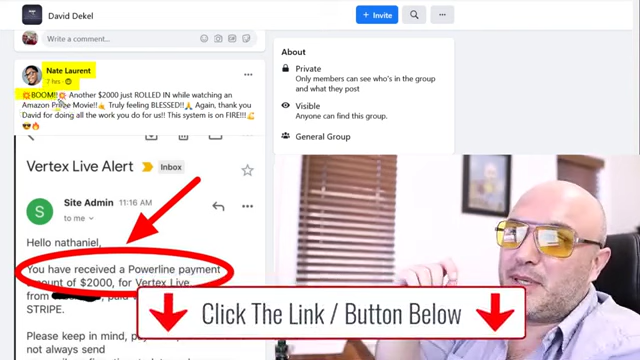 David Dekel
+ Invite
Write a comment...
Nate Laurent
7 hrs
BOOM!! Another $2000 just ROLLED IN while watching an
Amazon Prime Movie!! Truly feeling BLESSED!! Again, thank you
David for doing all the work you do for us!! This system is on FIRE!!!
About
Private
Only members can see who's in the group
and what they post
Visible
Anyone can find this group.
General Group
Vertex Live Alert
Inbox
S
Site Admin 11:16 AM
to me
Hello nathaniel,
You have received a Powerline payment
amount of $2000, for Vertex Live
from
STRIPE.
Please keep in mind,
not always send
Click The Link / Button Below